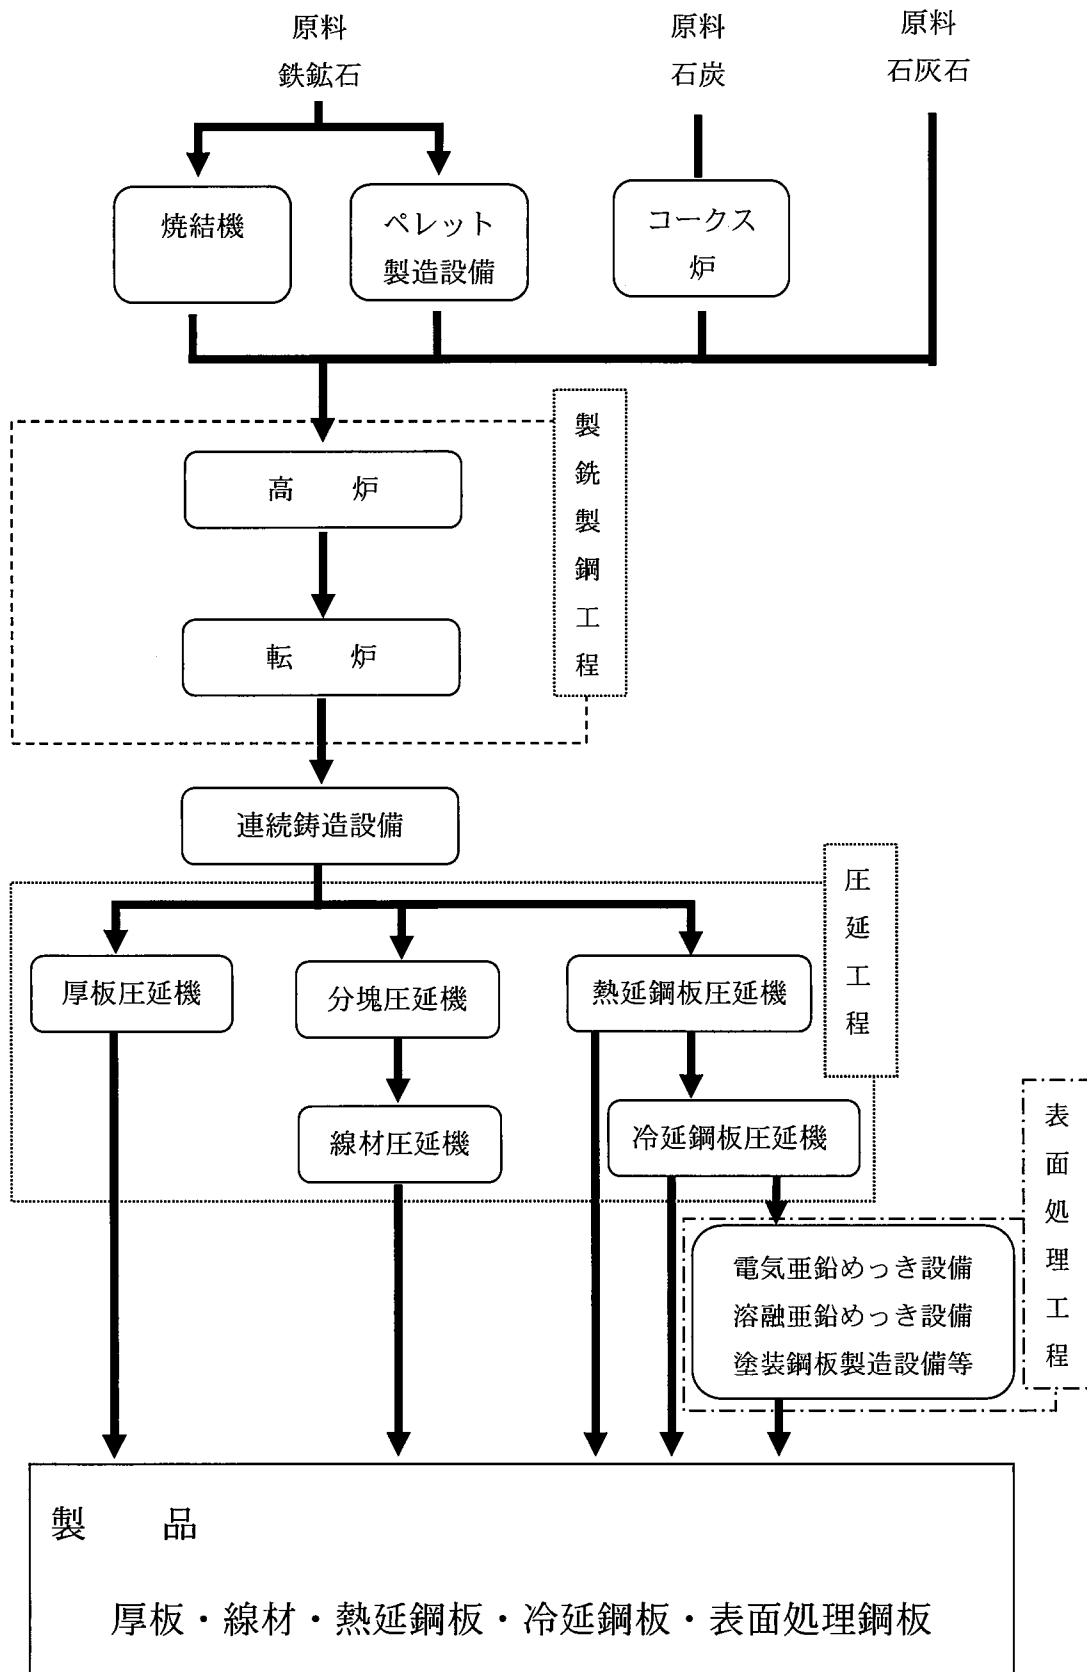 原料
鉄鉱石
原料
石炭
原料
石灰石
焼結機
ペレット
製造設備
コークス
炉
製銑製鋼工程
高　炉
転　炉
連続鋳造設備
圧延工程
厚板圧延機
分塊圧延機
熱延鋼板圧延機
線材圧延機
冷延鋼板圧延機
表面処理工程
電気亜鉛めっき設備
溶融亜鉛めっき設備
塗装鋼板製造設備等
製　品
厚板・線材・熱延鋼板・冷延鋼板・表面処理鋼板